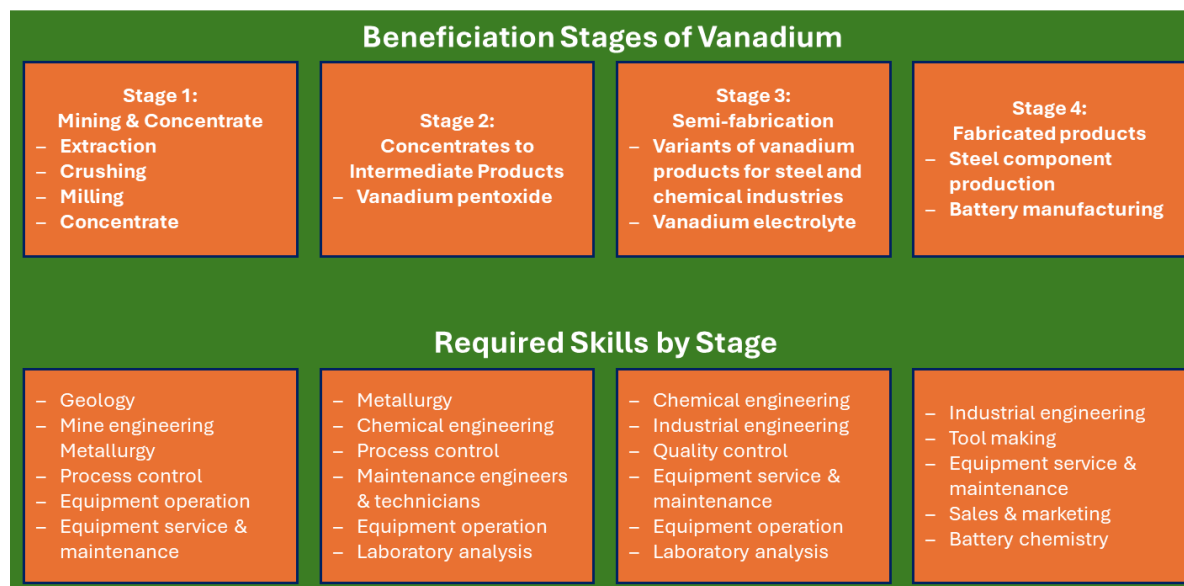 Beneficiation Stages of Vanadium
Stage 1:
Mining & Concentrate
– Extraction
– Crushing
– Milling
– Concentrate
Stage 2:
Concentrates to
Intermediate Products
– Vanadium pentoxide
Stage 3:
Semi-fabrication
– Variants of vanadium
products for steel and
chemical industries
– Vanadium electrolyte
Stage 4:
Fabricated products
– Steel component
production
– Battery manufacturing
Required Skills by Stage
– Geology
– Mine engineering
Metallurgy
– Process control
– Equipment operation
– Equipment service &
maintenance
– Metallurgy
– Chemical engineering
– Process control
– Maintenance engineers
& technicians
– Equipment operation
– Laboratory analysis
– Chemical engineering
– Industrial engineering
– Quality control
– Equipment service &
maintenance
– Equipment operation
– Laboratory analysis
– Industrial engineering
– Tool making
– Equipment service &
maintenance
– Sales & marketing
– Battery chemistry